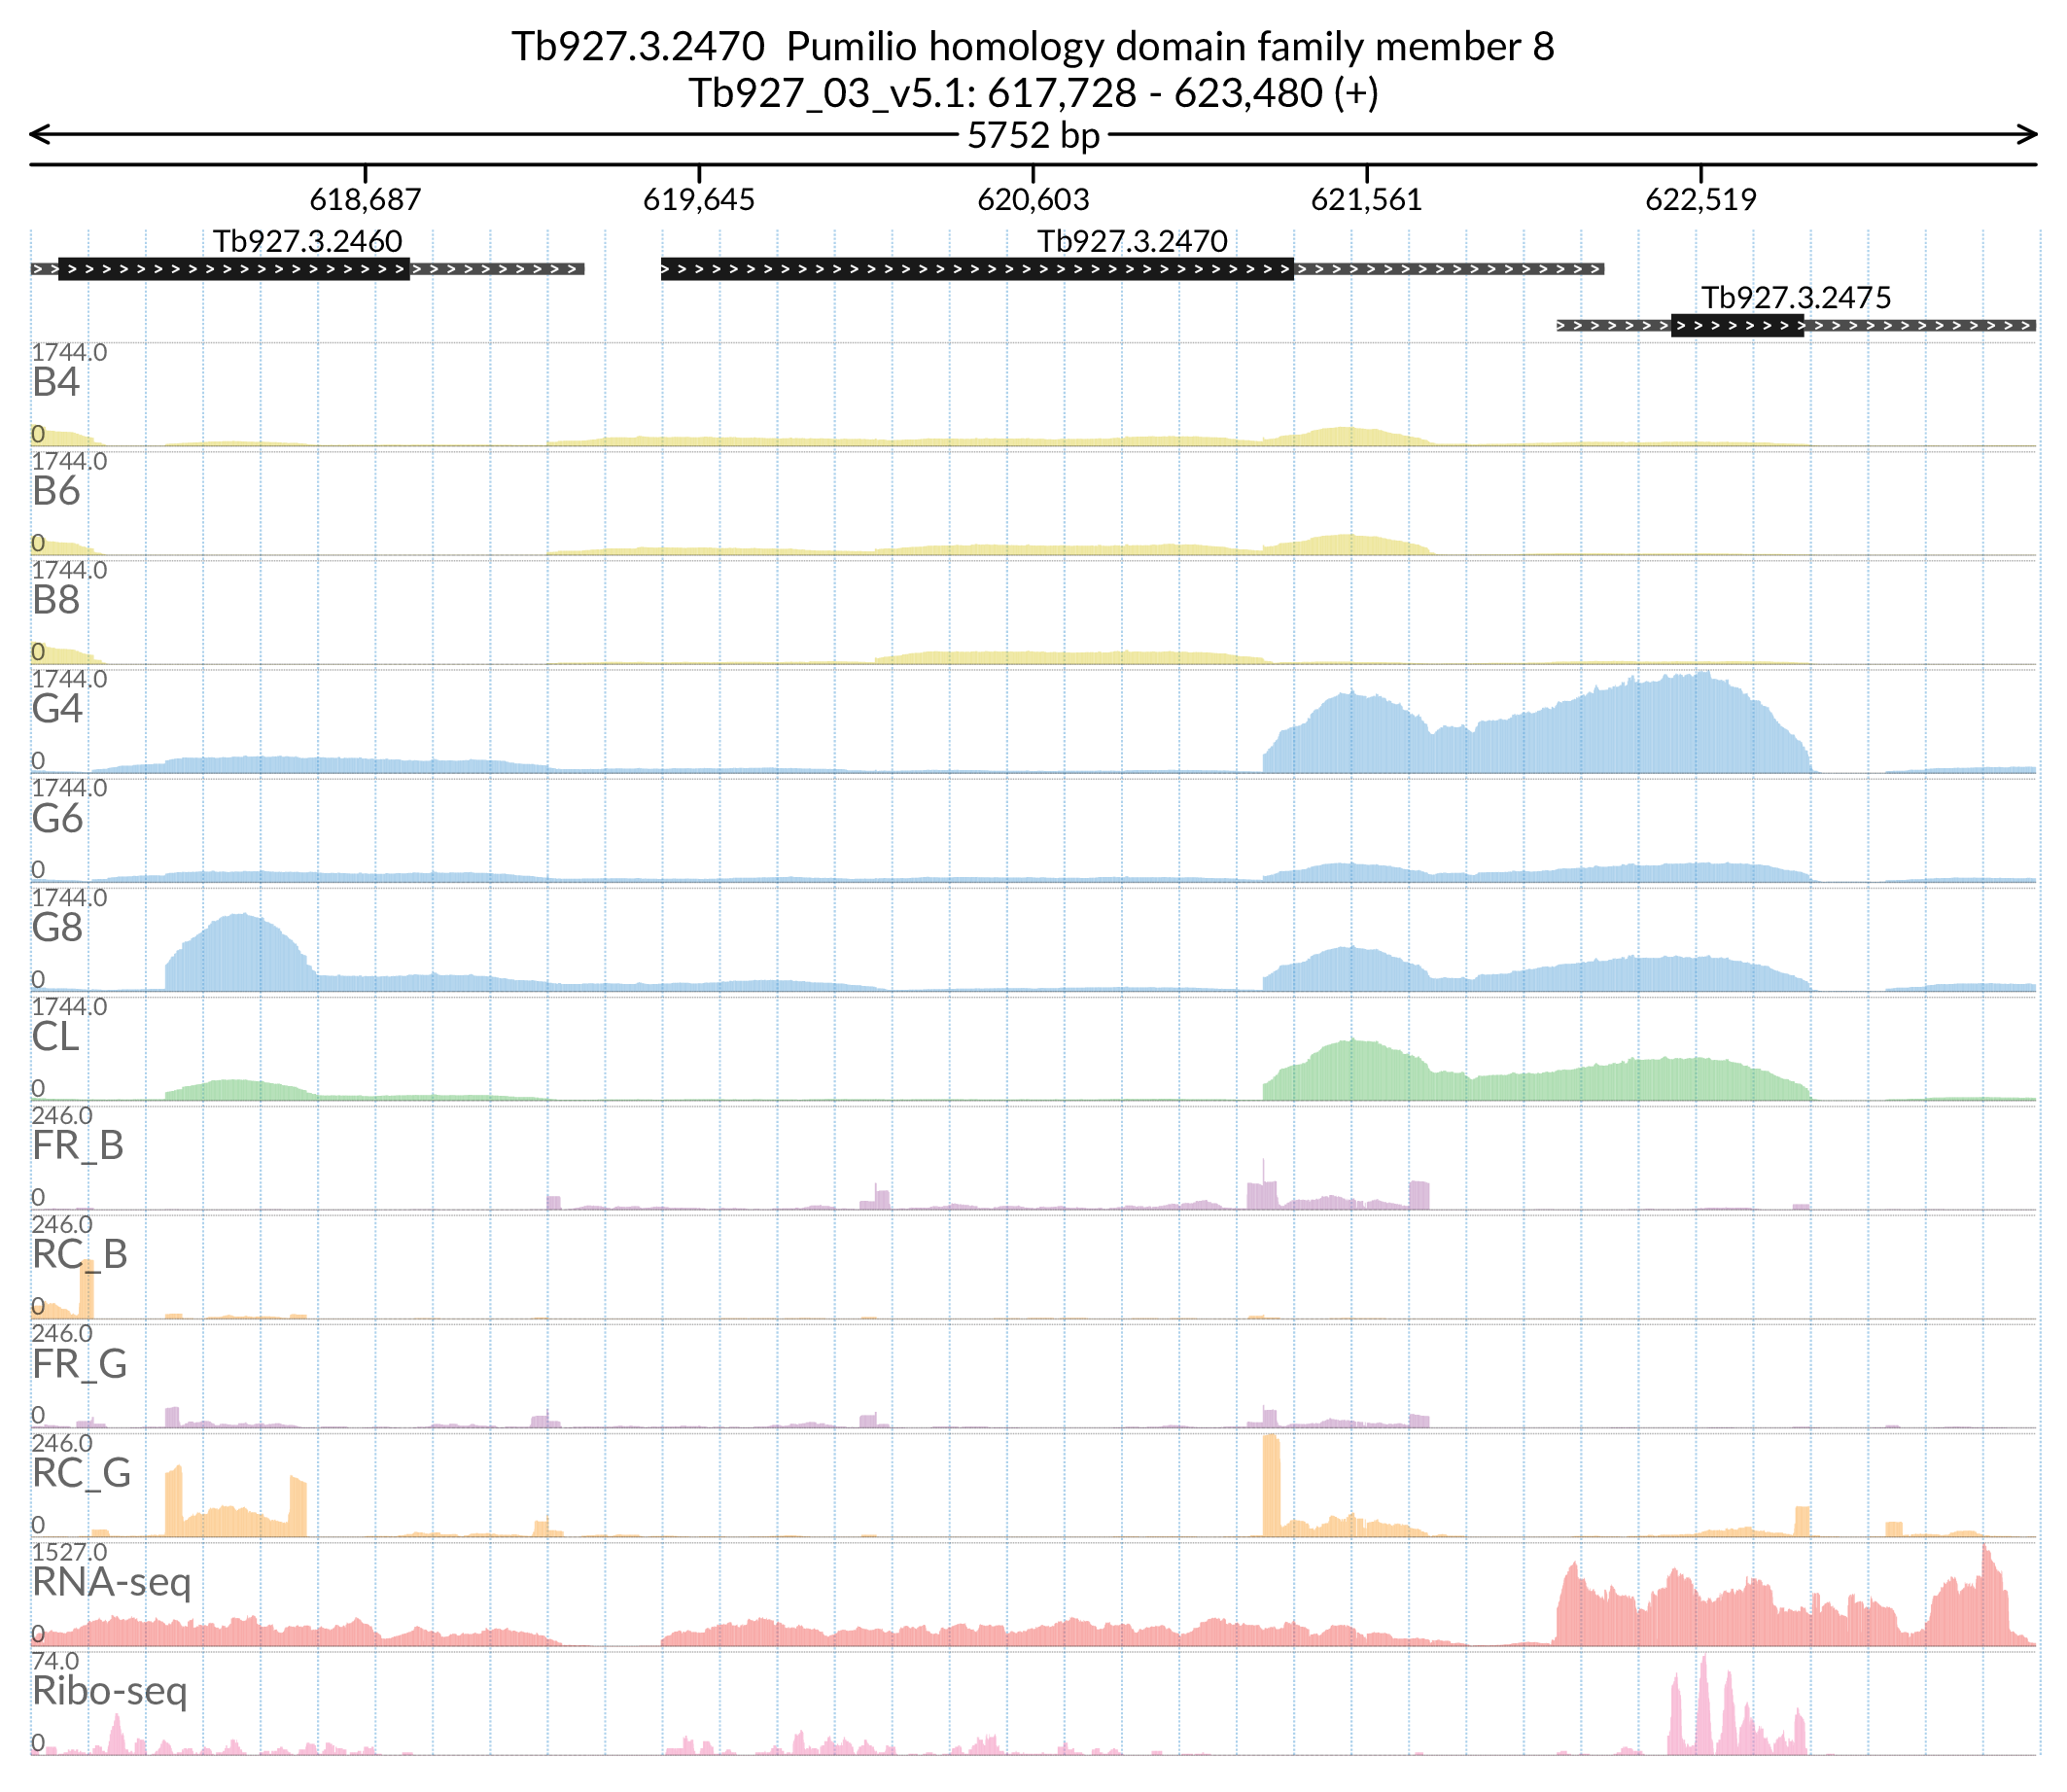 Tb927.3.2470  Pumilio homology domain family member 8
Tb927_03_v5.1: 617,728 - 623,480 (+)
5752 bp
618,687 619,645 620,603 621,561 622,519
Tb927.3.2460 Tb927.3.2470
Tb927.3.2475
1744.0
B4
0
1744.0
B6
0
1744.0
B8
0
1744.0
G4
0
1744.0
G6
0
1744.0
G8
0
1744.0
CL
0
246.0
FR_B
0
246.0
RC_B
0
246.0
FR_G
0
246.0
RC_G
0
1527.0
RNA-seq
0
74.0
Ribo-seq
0